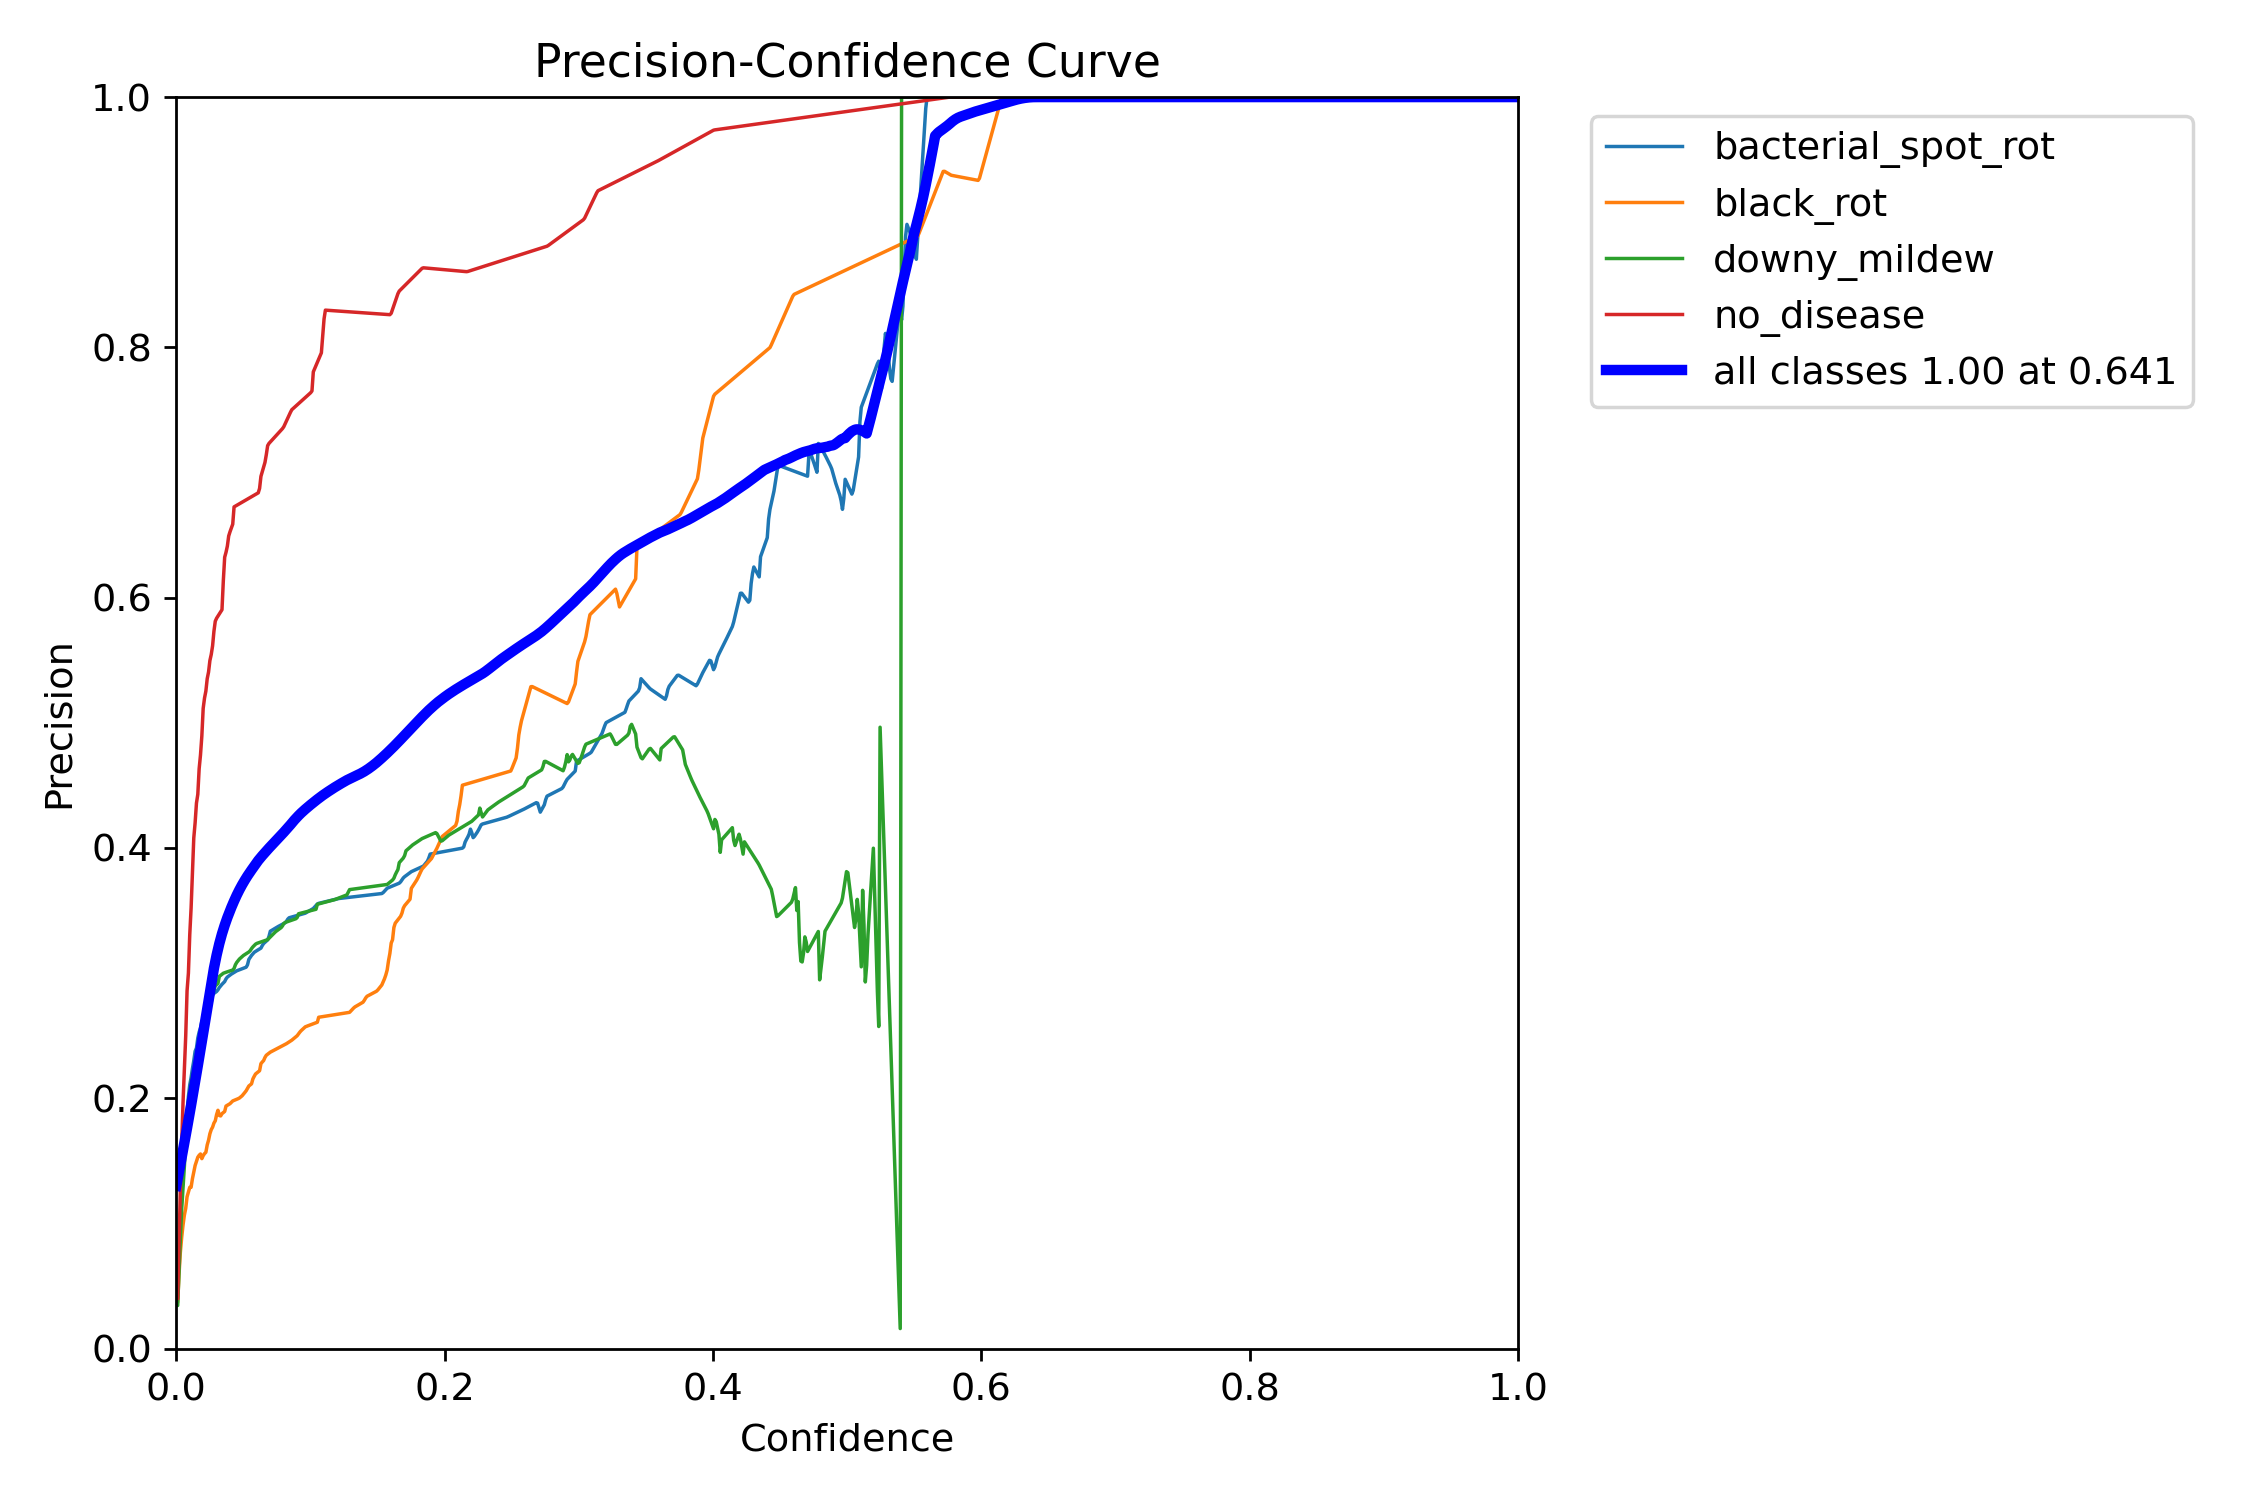 Precision-Confidence Curve
1.0
0.8
0.6
0.4
0.2
0.0
Precision
0.0 0.2 0.4 0.6 0.8 1.0
Confidence
bacterial_spot_rot
black_rot
downy_mildew
no_disease
all classes 1.00 at 0.641